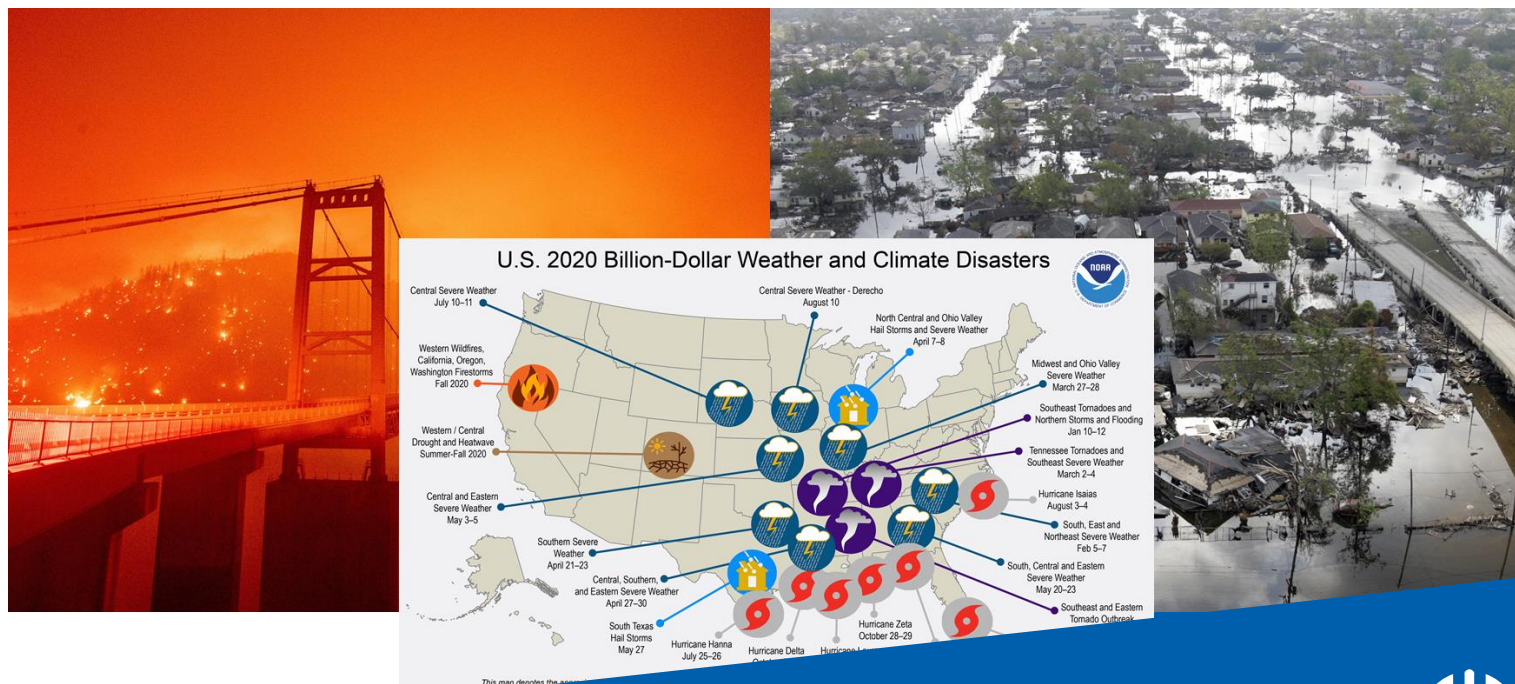 U.S. 2020 Billion-Dollar Weather and Climate Disasters
NOAA
Central Severe Weather
July 10–11
Central Severe Weather - Derecho
August 10
North Central and Ohio Valley
Hail Storms and Severe Weather
April 7–8
Western Wildfires,
California, Oregon,
Washington Firestorms
Fall 2020
Midwest and Ohio Valley
Severe Weather
March 27–28
Southeast Tornadoes and
Northern Storms and Flooding
Jan 10–12
Western / Central
Drought and Heatwave
Summer-Fall 2020
Tennessee Tornadoes and
Southeast Severe Weather
March 2–4
Central and Eastern
Severe Weather
May 3–5
Hurricane Isaias
August 3–4
South, East and
Northeast Severe Weather
Feb 5–7
Southern Severe
Weather
April 21–23
South, Central and Eastern
Severe Weather
May 20–23
Central, Southern,
and Eastern Severe Weather
April 27–30
Southeast and Eastern
Tornado Outbreak
South Texas
Hail Storms
May 27
Hurricane Hanna
July 25–26
Hurricane Delta
Hurricane Zeta
October 28–29
Hurricane
This map denotes the